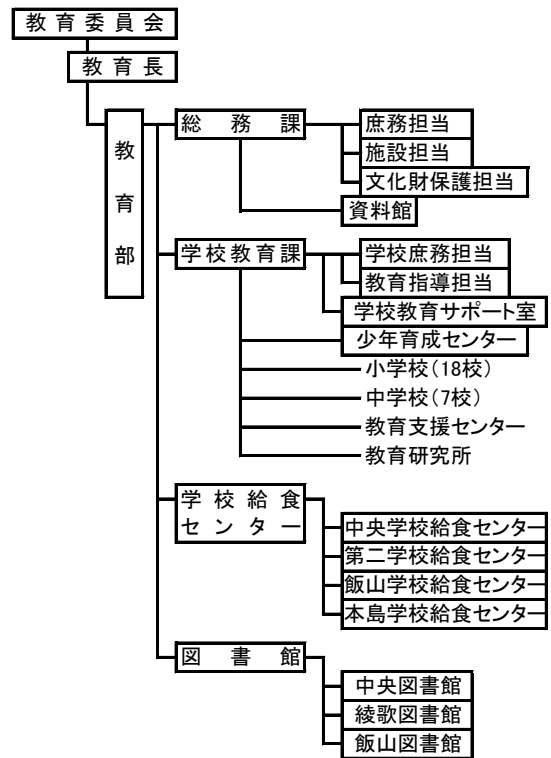 教育委員会
教育長
教育部
総務課
庶務担当
施設担当
文化財保護担当
資料館
学校教育課
学校庶務担当
教育指導担当
学校教育サポート室
少年育成センター
小学校(18校)
中学校(7校)
教育支援センター
教育研究所
学校給食
センター
中央学校給食センター
第二学校給食センター
飯山学校給食センター
本島学校給食センター
図書館
中央図書館
綾歌図書館
飯山図書館